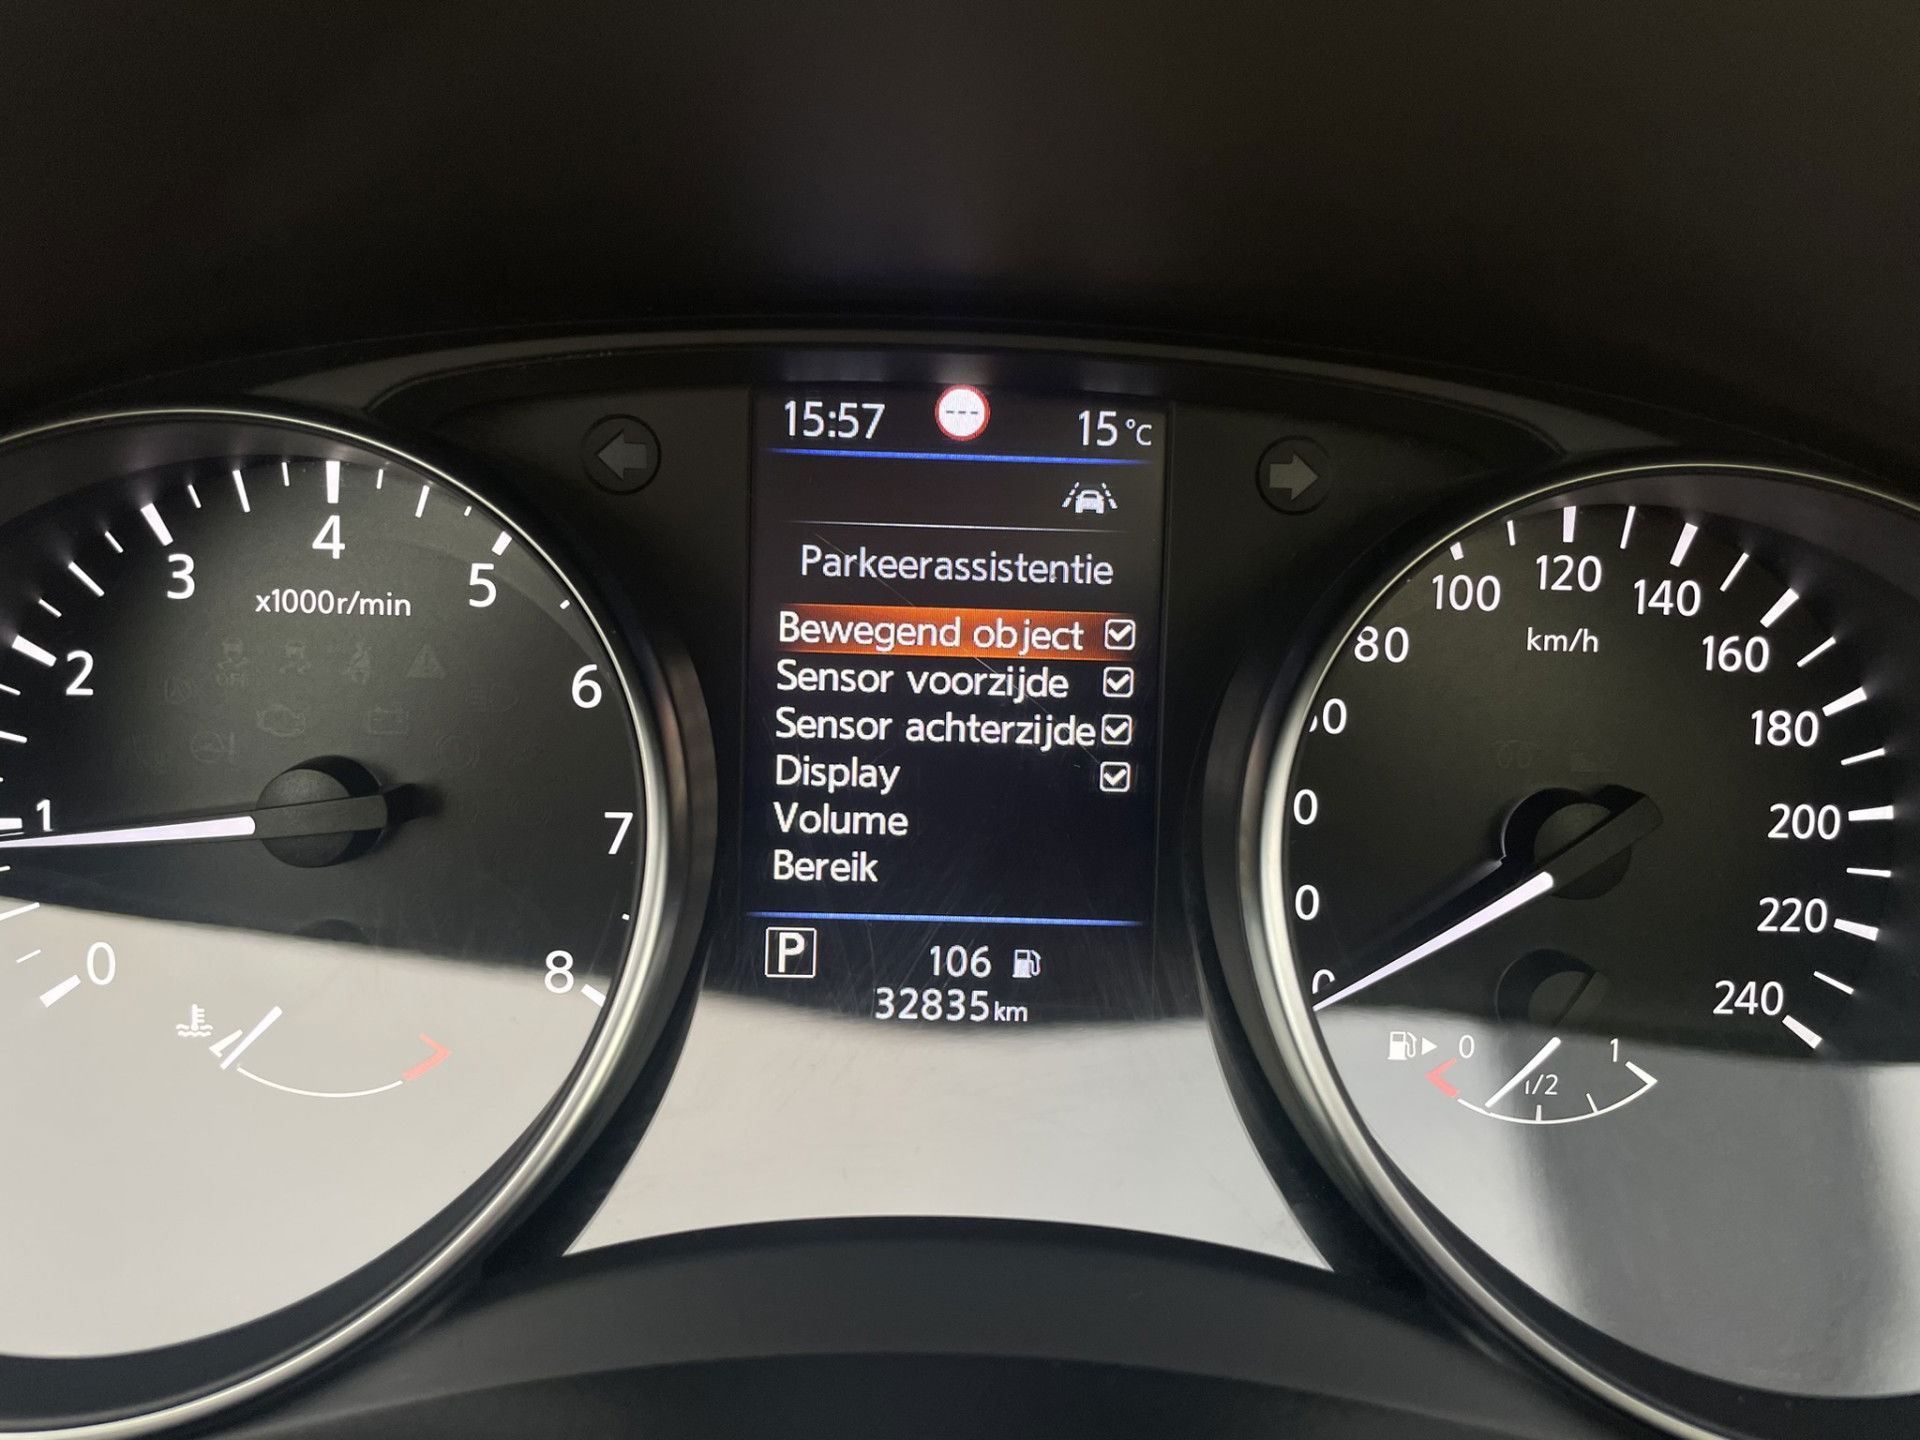 15:57 --- 15 °C
Parkeerassistentie
Bewegend object
Sensor voorzijde
Sensor achterzijde
Display
Volume
Bereik
P 106
32835 km
0
1
2
3
4
5
6
7
8
x1000r/min
0
80
100
120
140
160
180
200
220
240
km/h
0 1/2 1